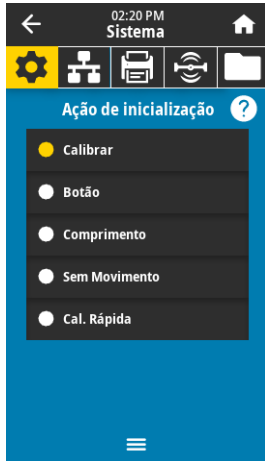 02:20 PM
Sistema
Ação de inicialização ?
Calibrar
Botão
Comprimento
Sem Movimento
Cal. Rápida